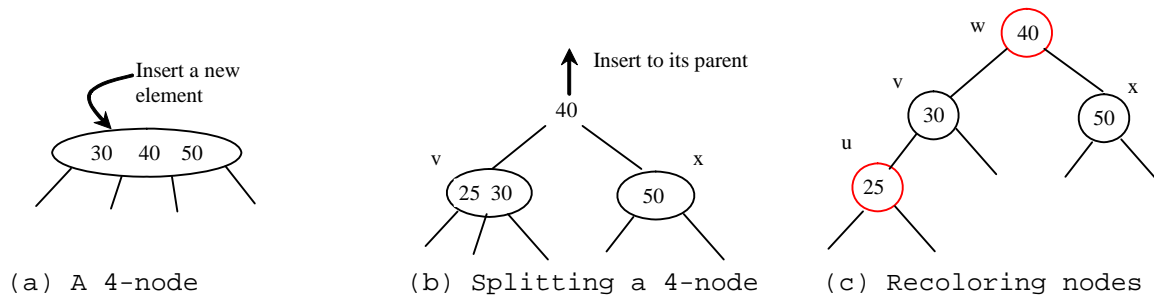 Insert a new
element
30 40 50
(a) A 4-node
Insert to its parent
40
v
x
25 30
50
(b) Splitting a 4-node
w
40
v
x
30
50
u
25
(c) Recoloring nodes